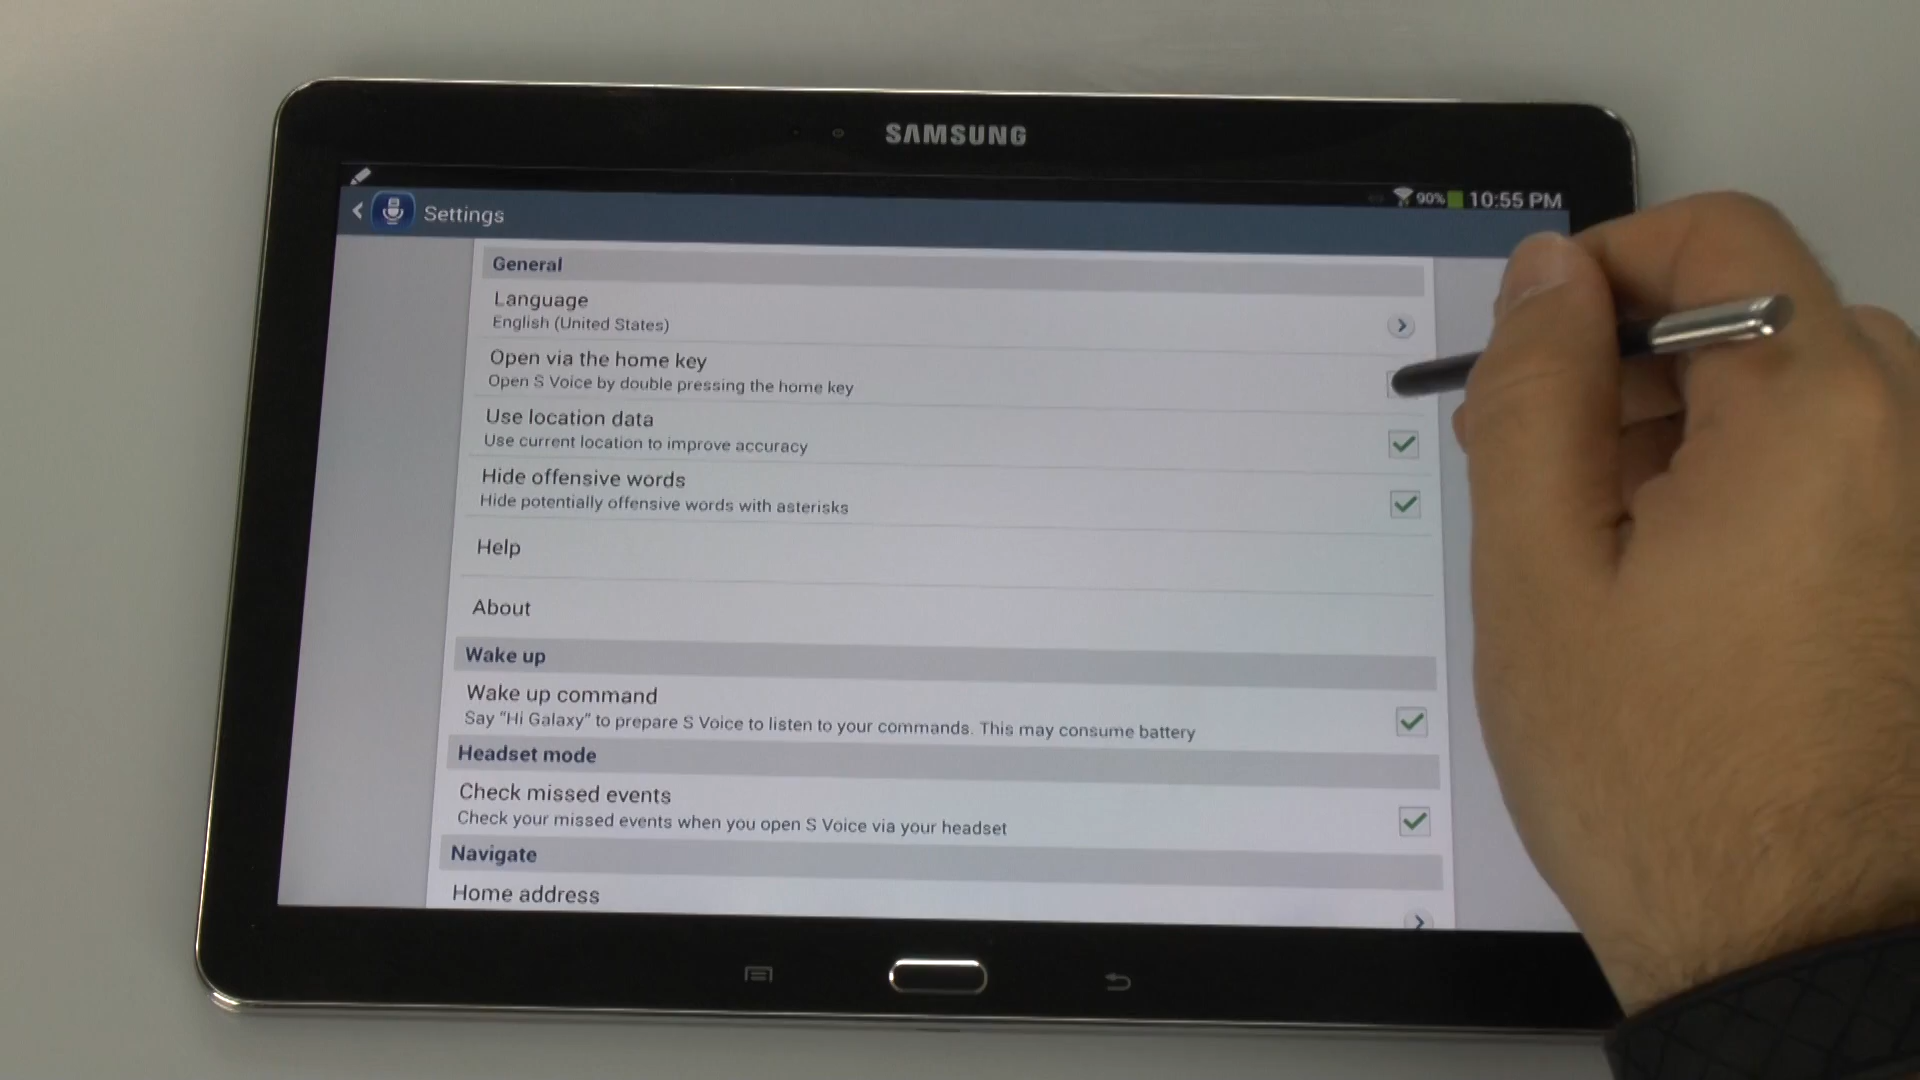 SAMSUNG
90% 10:55 PM
Settings
General
Language
English (United States)
Open via the home key
Open S Voice by double pressing the home key
Use location data
Use current location to improve accuracy
Hide offensive words
Hide potentially offensive words with asterisks
Help
About
Wake up
Wake up command
Say "Hi Galaxy" to prepare S Voice to listen to your commands. This may consume battery
Headset mode
Check missed events
Check your missed events when you open S Voice via your headset
Navigate
Home address